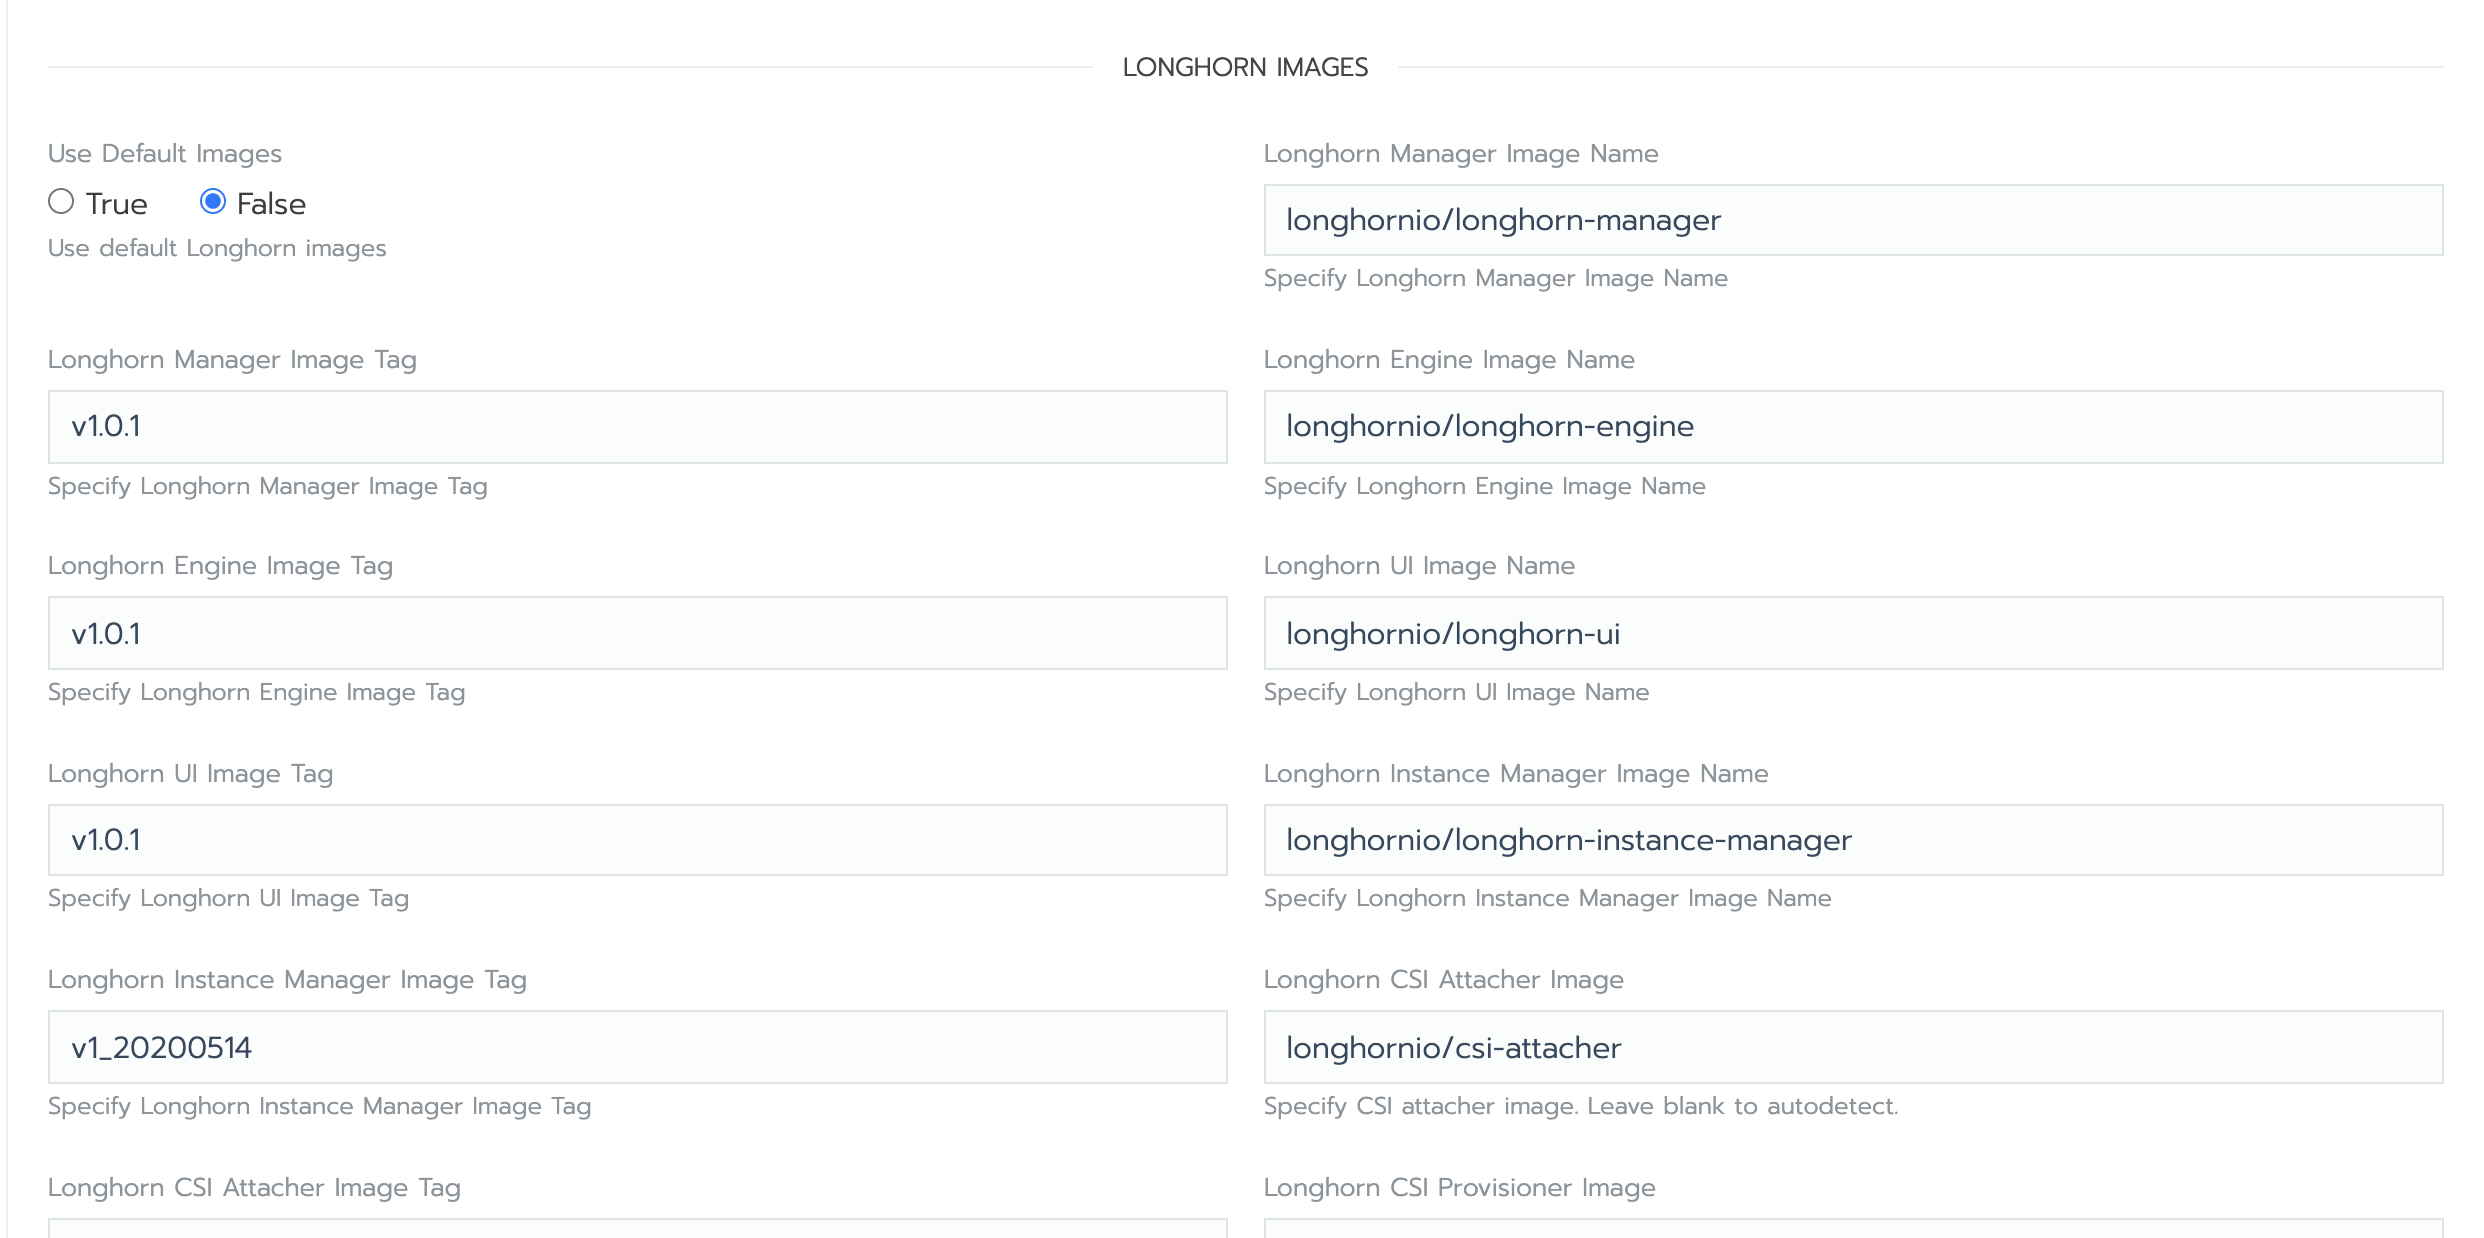 LONGHORN IMAGES
Use Default Images
True False
Use default Longhorn images
Longhorn Manager Image Name
longhornio/longhorn-manager
Specify Longhorn Manager Image Name
Longhorn Manager Image Tag
v1.0.1
Specify Longhorn Manager Image Tag
Longhorn Engine Image Name
longhornio/longhorn-engine
Specify Longhorn Engine Image Name
Longhorn Engine Image Tag
v1.0.1
Specify Longhorn Engine Image Tag
Longhorn UI Image Name
longhornio/longhorn-ui
Specify Longhorn UI Image Name
Longhorn UI Image Tag
v1.0.1
Specify Longhorn UI Image Tag
Longhorn Instance Manager Image Name
longhornio/longhorn-instance-manager
Specify Longhorn Instance Manager Image Name
Longhorn Instance Manager Image Tag
v1_20200514
Specify Longhorn Instance Manager Image Tag
Longhorn CSI Attacher Image
longhornio/csi-attacher
Specify CSI attacher image. Leave blank to autodetect.
Longhorn CSI Attacher Image Tag
Longhorn CSI Provisioner Image